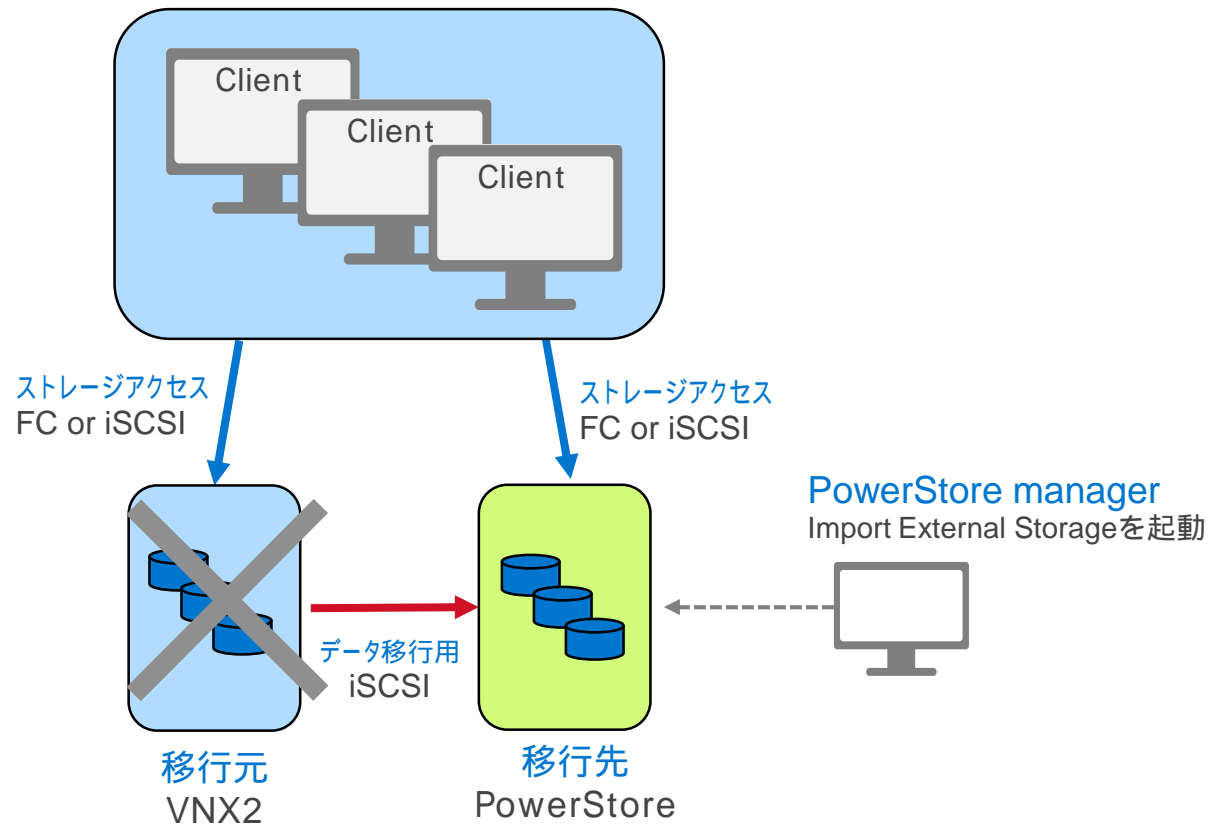 Client
Client
Client
ストレージアクセス
FC or iSCSI
ストレージアクセス
FC or iSCSI
PowerStore manager
Import External Storageを起動
データ移行用
iSCSI
移行元
VNX2
移行先
PowerStore